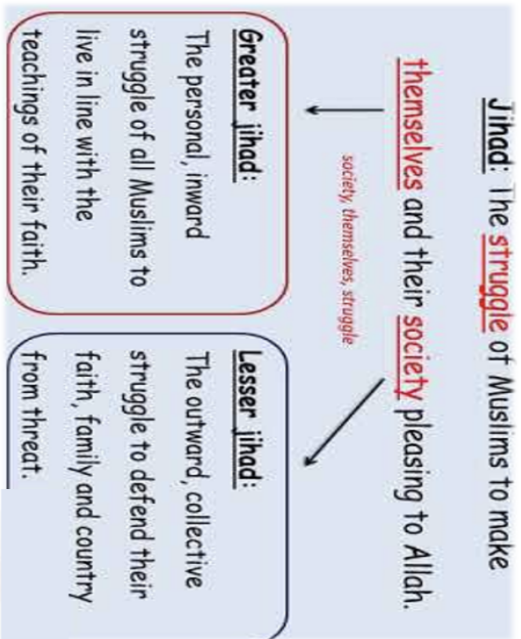 Jihad: The struggle of Muslims to make
themselves and their society pleasing to Allah.
society, themselves, struggle
Greater jihad:
The personal, inward
struggle of all Muslims to
live in line with the
teachings of their faith.
Lesser jihad:
The outward, collective
struggle to defend their
faith, family and country
from threat.